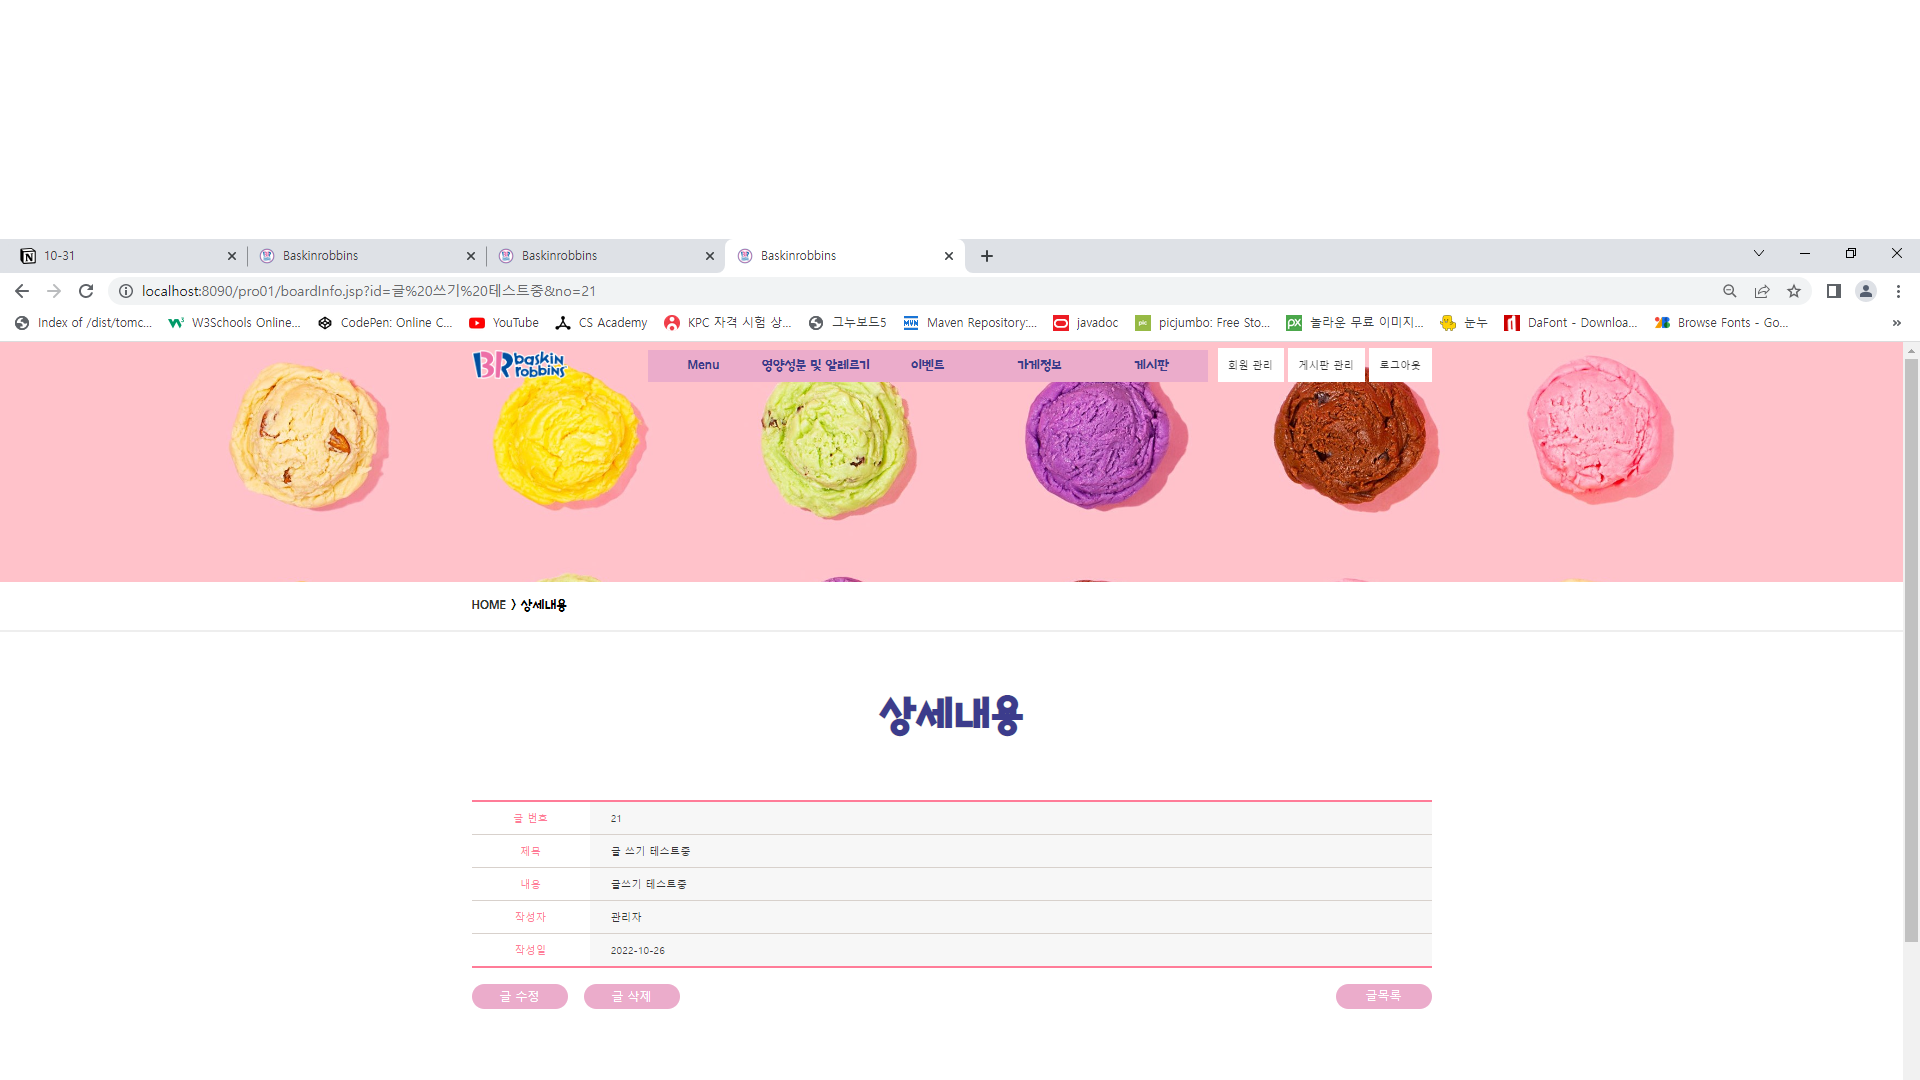 10-31 Baskinrobbins Baskinrobbins Baskinrobbins
localhost:8090/pro01/boardInfo.jsp?id=글%20쓰기%20테스트중&no=21
Index of /dist/tomc... W3Schools Online... CodePen: Online C... YouTube CS Academy KPC 자격 시험 상... 그누보드5 Maven Repository:... javadoc picjumbo: Free Sto... 놀라운 무료 이미지... 눈누 DaFont - Downloa... Browse Fonts - Go... »
BR baskin robbins Menu 영양성분 및 알레르기 이벤트 가게정보 게시판 회원 관리 게시판 관리 로그아웃
HOME > 상세내용
상세내용
글 번호 21
제목 글 쓰기 테스트중
내용 글쓰기 테스트중
작성자 관리자
작성일 2022-10-26
글 수정 글 삭제 글목록